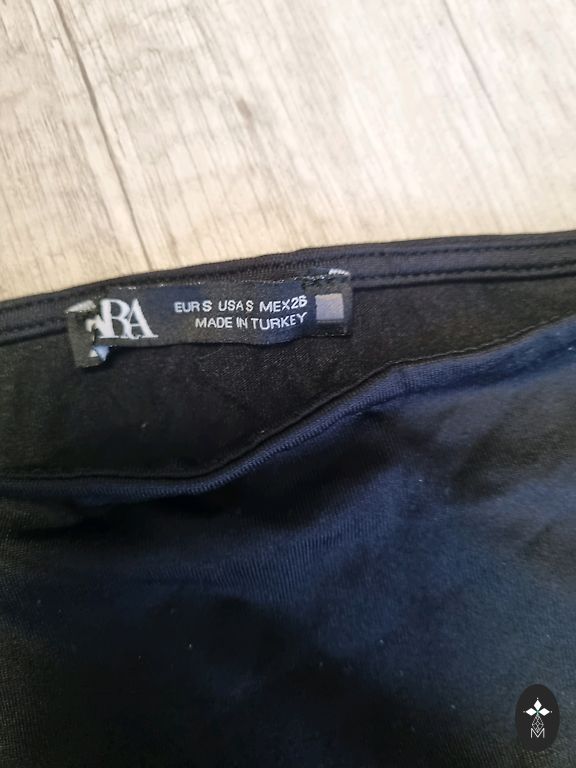 ZARA
EUR S USA S MEX 26
MADE IN TURKEY
M